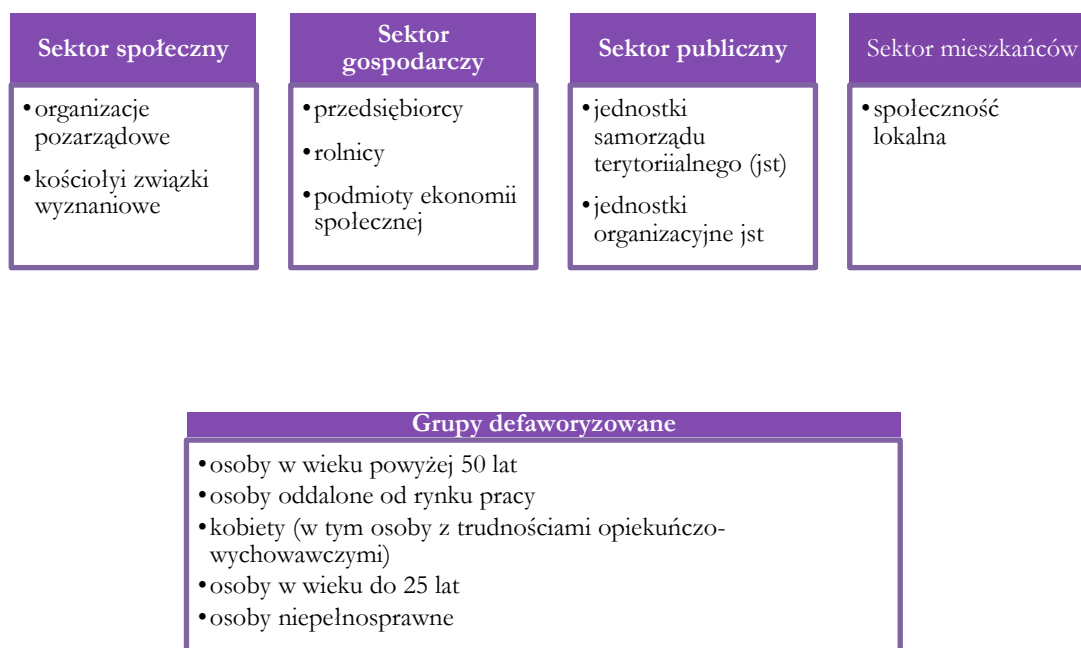 Sektor społeczny
•organizacje
pozarządowe
•kościołyi związki
wyznaniowe
Sektor
gospodarczy
•przedsiębiorcy
•rolnicy
•podmioty ekonomii
społecznej
Sektor publiczny
•jednostki
samorządu
terytoriialnego (jst)
•jednostki
organizacyjne jst
Sektor mieszkańców
•społeczność
lokalna
Grupy defaworyzowane
•osoby w wieku powyżej 50 lat
•osoby oddalone od rynku pracy
•kobiety (w tym osoby z trudnościami opiekuńczo-
wychowawczymi)
•osoby w wieku do 25 lat
•osoby niepełnosprawne